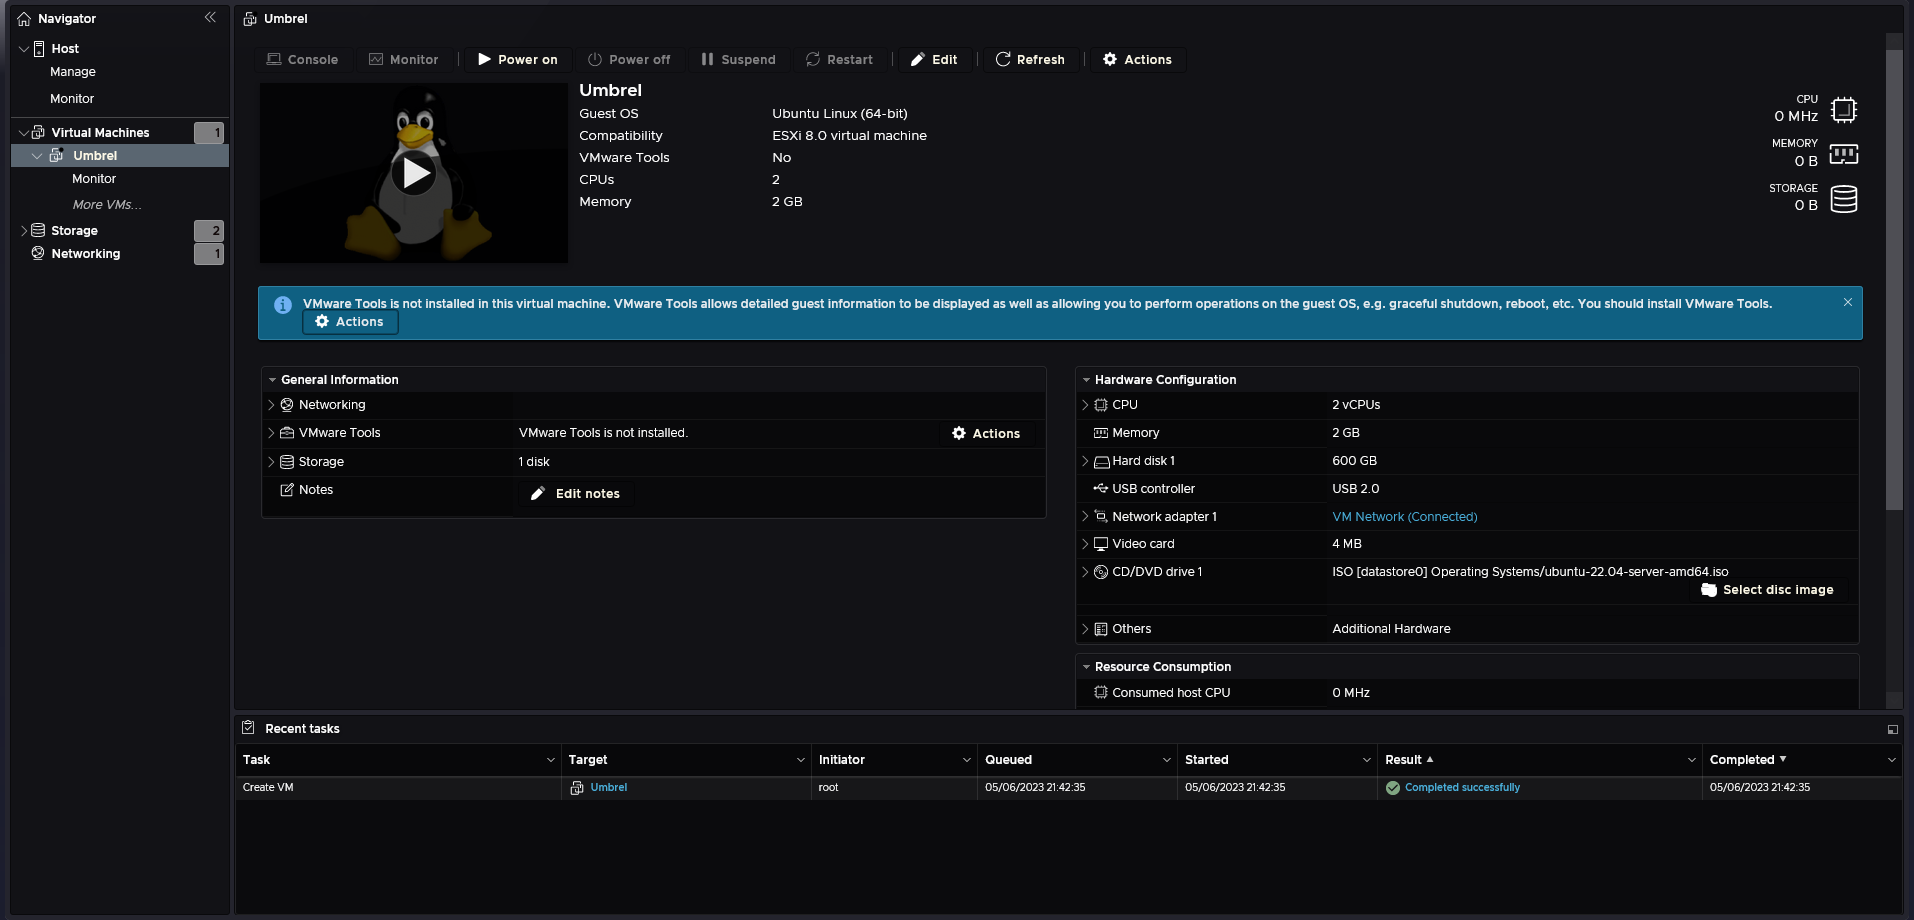 Navigator
Host
Manage
Monitor
Virtual Machines 1
Umbrel
Monitor
More VMs...
Storage 2
Networking 1
Umbrel
Console Monitor Power on Power off Suspend Restart Edit Refresh Actions
Umbrel
Guest OS Ubuntu Linux (64-bit)
Compatibility ESXi 8.0 virtual machine
VMware Tools No
CPUs 2
Memory 2 GB
CPU
0 MHz
MEMORY
0 B
STORAGE
0 B
VMware Tools is not installed in this virtual machine. VMware Tools allows detailed guest information to be displayed as well as allowing you to perform operations on the guest OS, e.g. graceful shutdown, reboot, etc. You should install VMware Tools.
Actions
General Information
Networking
VMware Tools VMware Tools is not installed. Actions
Storage 1 disk
Notes Edit notes
Hardware Configuration
CPU 2 vCPUs
Memory 2 GB
Hard disk 1 600 GB
USB controller USB 2.0
Network adapter 1 VM Network (Connected)
Video card 4 MB
CD/DVD drive 1 ISO [datastore0] Operating Systems/ubuntu-22.04-server-amd64.iso
Select disc image
Others Additional Hardware
Resource Consumption
Consumed host CPU 0 MHz
Recent tasks
Task Target Initiator Queued Started Result Completed
Create VM Umbrel root 05/06/2023 21:42:35 05/06/2023 21:42:35 Completed successfully 05/06/2023 21:42:35